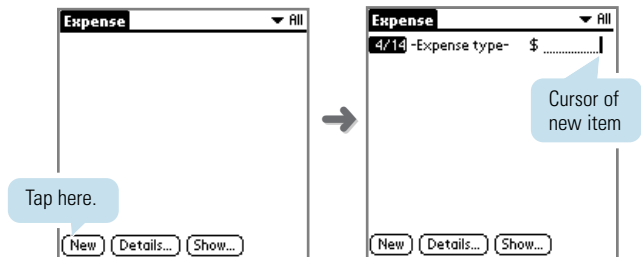 Expense
All
Tap here.
New Details... Show...
Expense
All
4/14 -Expense type- $
Cursor of
new item
New Details... Show...